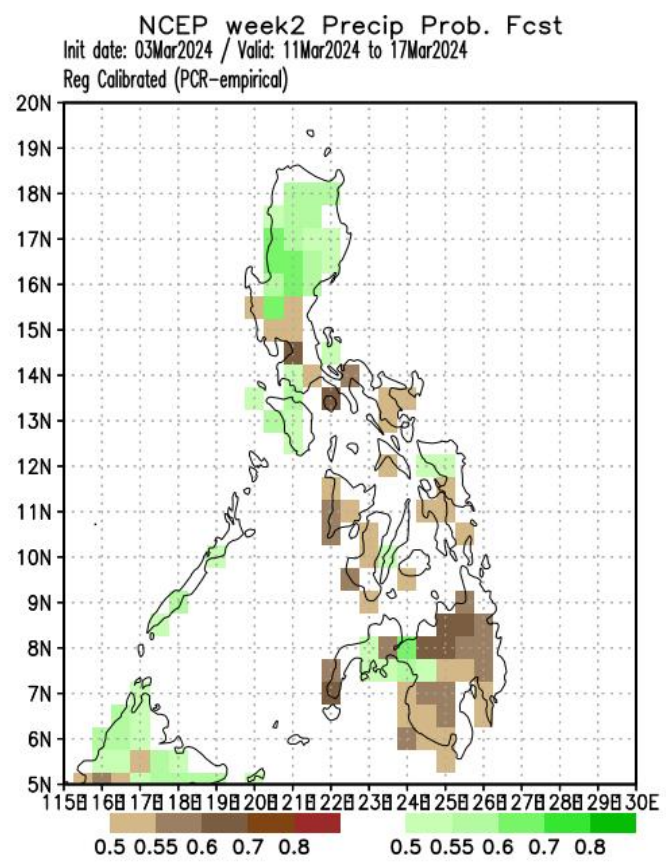 NCEP week2 Precip Prob. Fcst
Init date: 03Mar2024 / Valid: 11Mar2024 to 17Mar2024
Reg Calibrated (PCR-empirical)
20N
19N
18N
17N
16N
15N
14N
13N
12N
11N
10N
9N
8N
7N
6N
5N
115E 116E 117E 118E 119E 120E 121E 122E 123E 124E 125E 126E 127E 128E 129E 130E
0.5 0.55 0.6 0.7 0.8 0.5 0.55 0.6 0.7 0.8